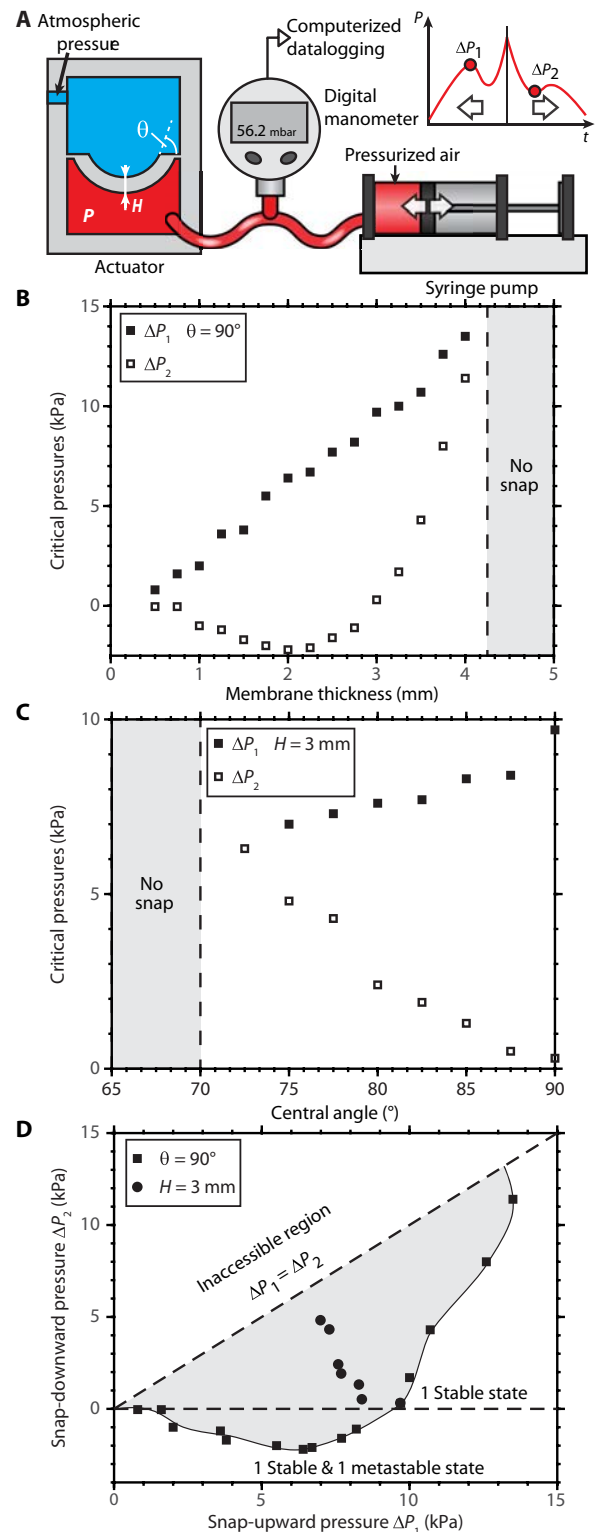 A
Atmospheric
pressure
θ
H
P
Actuator
Computerized
datalogging
Digital
manometer
56.2 mbar
Pressurized air
Syringe pump
P
ΔP₁
ΔP₂
t
B
■ ΔP₁ θ = 90°
□ ΔP₂
No
snap
Critical pressures (kPa)
15
10
5
0
0 1 2 3 4 5
Membrane thickness (mm)
C
■ ΔP₁ H = 3 mm
□ ΔP₂
No
snap
Critical pressures (kPa)
10
5
0
65 70 75 80 85 90
Central angle (°)
D
■ θ = 90°
● H = 3 mm
Inaccessible region
ΔP₁ = ΔP₂
1 Stable state
1 Stable & 1 metastable state
Snap-downward pressure ΔP₂ (kPa)
15
10
5
0
0 5 10 15
Snap-upward pressure ΔP₁ (kPa)